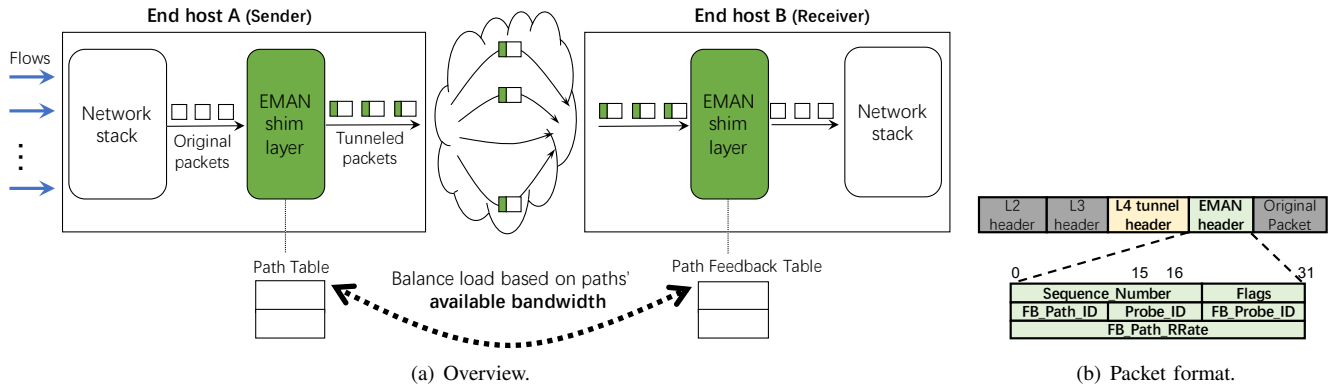 End host A (Sender)
Flows
Network
stack
Original
packets
EMAN
shim
layer
Tunneled
packets
Path Table
End host B (Receiver)
EMAN
shim
layer
Network
stack
Path Feedback Table
Balance load based on paths'
available bandwidth
(a) Overview.
L2
header
L3
header
L4 tunnel
header
EMAN
header
Original
Packet
0 15 16 31
Sequence_Number Flags
FB_Path_ID Probe_ID FB_Probe_ID
FB_Path_RRate
(b) Packet format.